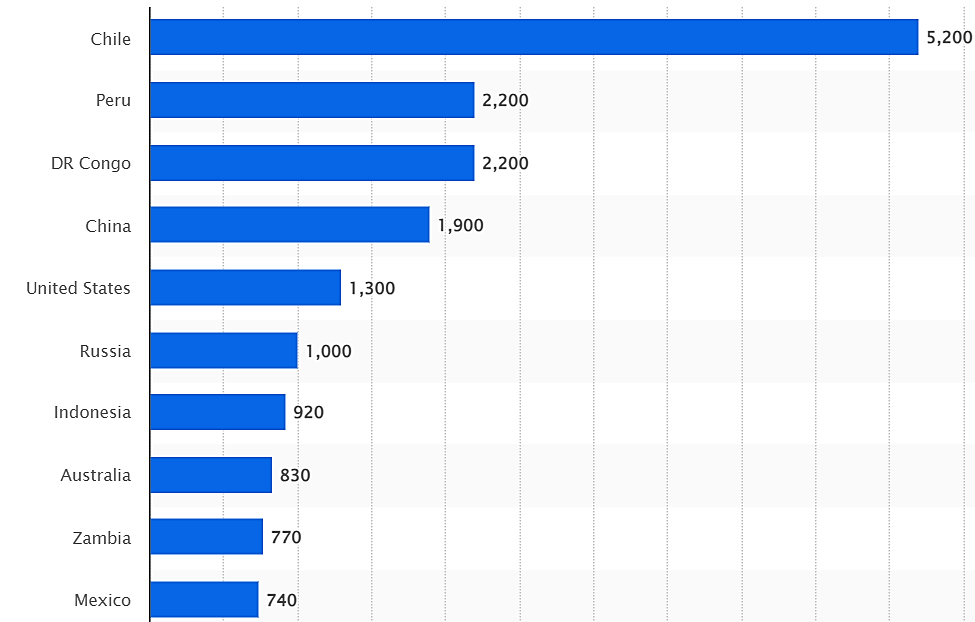 Chile 5,200
Peru 2,200
DR Congo 2,200
China 1,900
United States 1,300
Russia 1,000
Indonesia 920
Australia 830
Zambia 770
Mexico 740